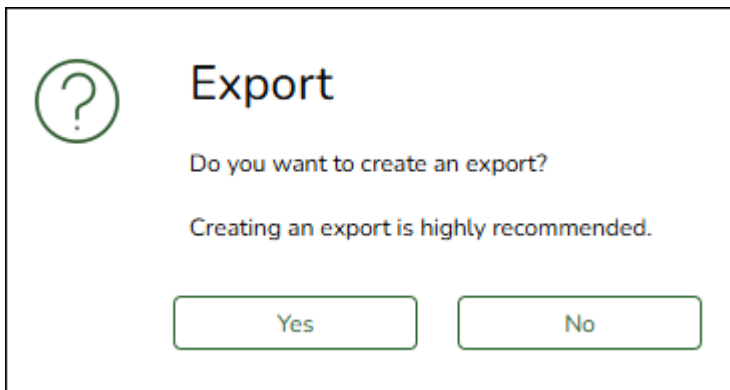 Export
Do you want to create an export?
Creating an export is highly recommended.
Yes
No